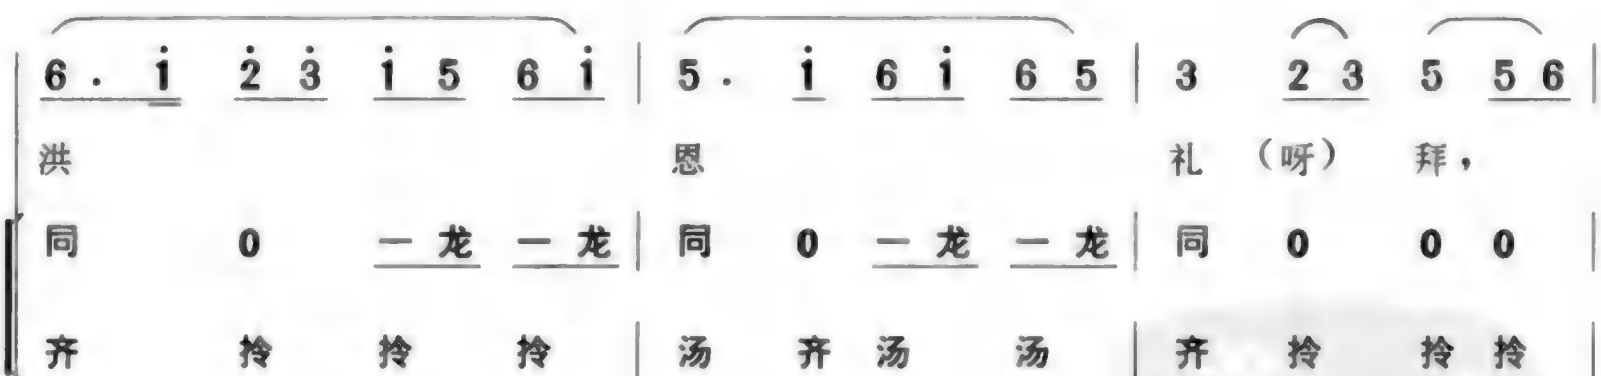 6 . i̇ 2̇ 3̇ i̇ 5 6 i̇ | 5 . i̇ 6 i̇ 6 5 | 3 2 3 5 5 6 |
洪 恩 礼 （呀） 拜，
同 0 一 龙 一 龙 | 同 0 一 龙 一 龙 | 同 0 0 0 |
齐 拎 拎 拎 | 汤 齐 汤 汤 | 齐 拎 拎 拎 |